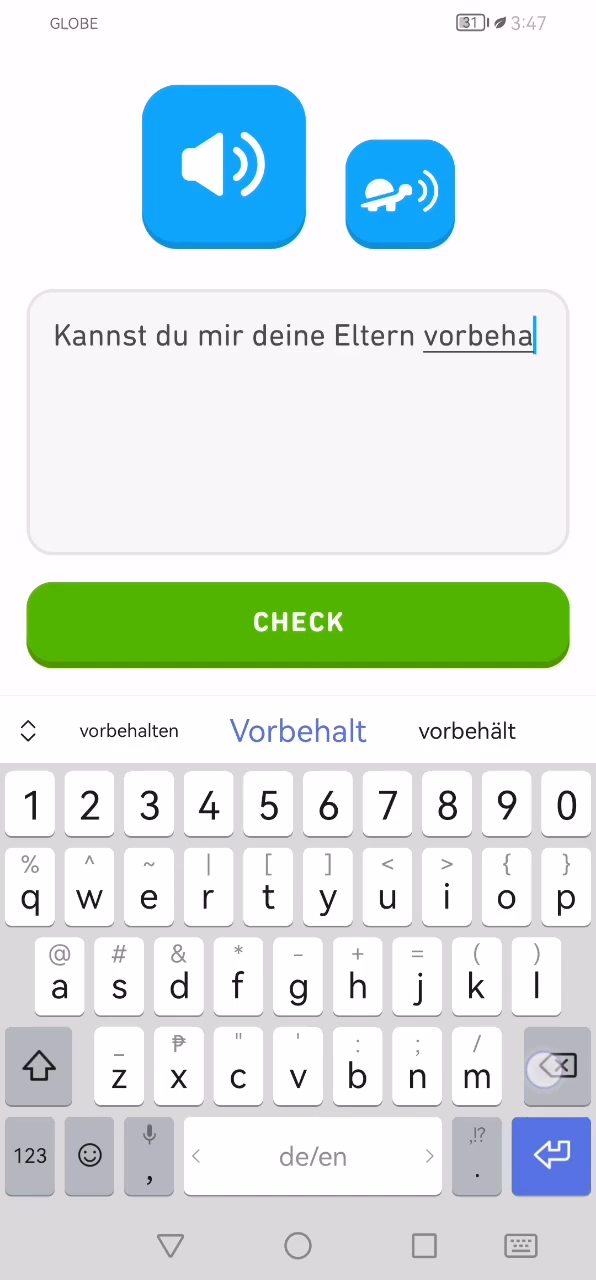 GLOBE
31 3:47
Kannst du mir deine Eltern vorbeha
CHECK
vorbehalten Vorbehalt vorbehält
1 2 3 4 5 6 7 8 9 0
% ^ ~ | [ ] < > { }
q w e r t y u i o p
@ # & * - + = ( )
a s d f g h j k l
_ ₱ " ' : ; /
z x c v b n m
,!?
123 , < de/en > .